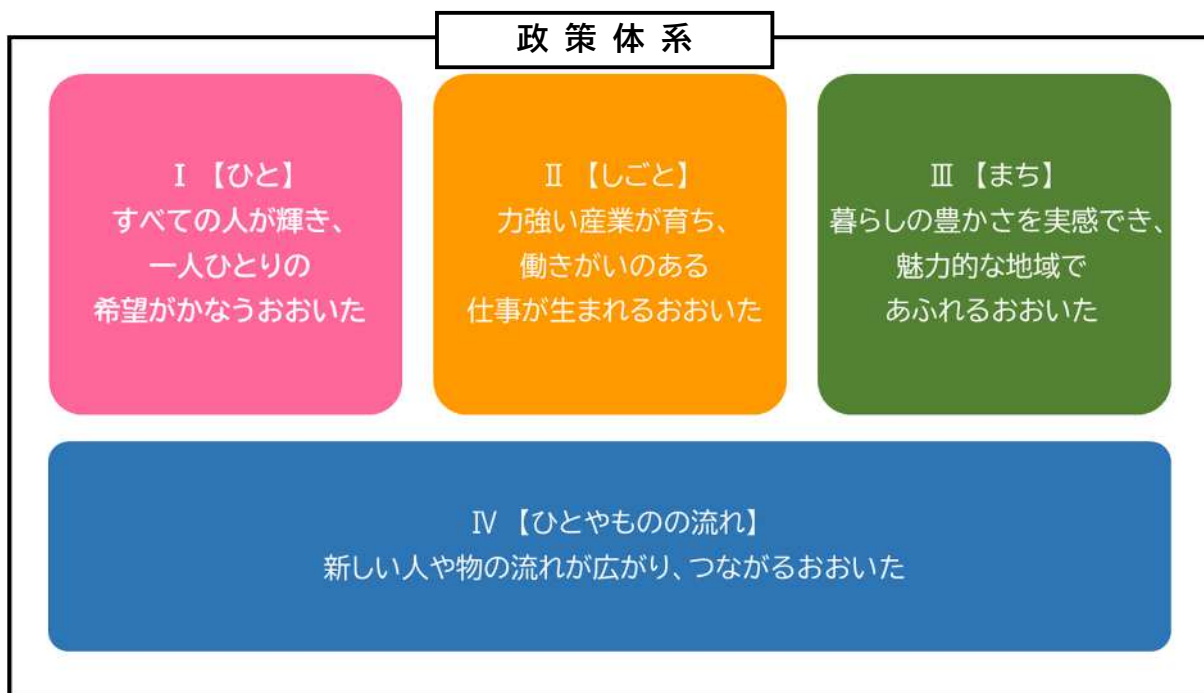 政策体系
Ⅰ 【ひと】
すべての人が輝き、
一人ひとりの
希望がかなうおおいた
Ⅱ 【しごと】
力強い産業が育ち、
働きがいのある
仕事が生まれるおおいた
Ⅲ 【まち】
暮らしの豊かさを実感でき、
魅力的な地域で
あふれるおおいた
Ⅳ 【ひとやものの流れ】
新しい人や物の流れが広がり、つながるおおいた